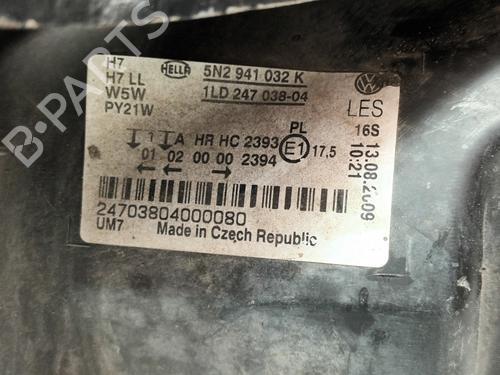 H7
H7 LL
W5W
PY21W
HELLA
5N2 941 032 K
1LD 247 038-04
LES
16S
13.08.2009
10:21
1 A HR HC 2393
01 02 00 00 2394
PL
E1 17,5
24703804000080
UM7 Made in Czech Republic
B-PARTS